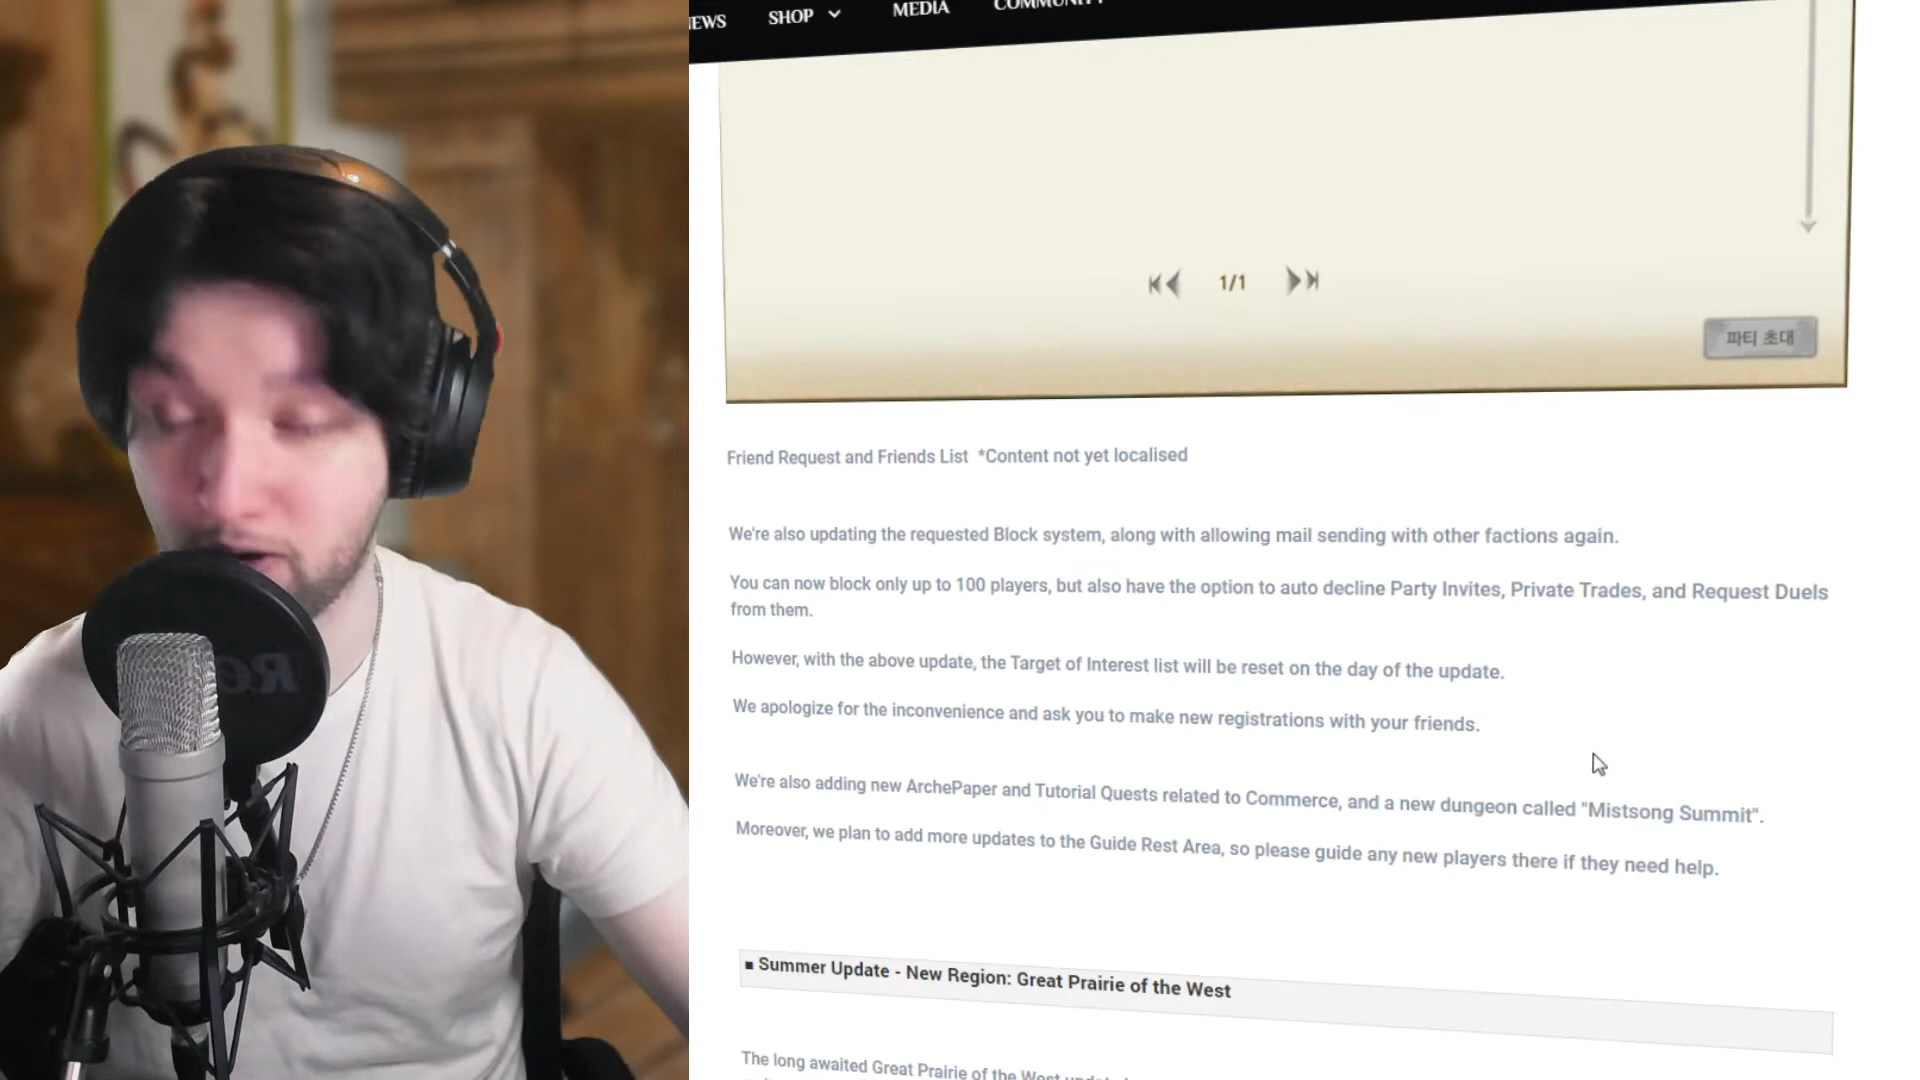 SHOP
MEDIA
1/1
파티 초대
Friend Request and Friends List *Content not yet localised
We're also updating the requested Block system, along with allowing mail sending with other factions again.
You can now block only up to 100 players, but also have the option to auto decline Party Invites, Private Trades, and Request Duels
from them.
However, with the above update, the Target of Interest list will be reset on the day of the update.
We apologize for the inconvenience and ask you to make new registrations with your friends.
We're also adding new ArchePaper and Tutorial Quests related to Commerce, and a new dungeon called "Mistsong Summit".
Moreover, we plan to add more updates to the Guide Rest Area, so please guide any new players there if they need help.
▪ Summer Update - New Region: Great Prairie of the West
The long awaited Great Prairie of the West